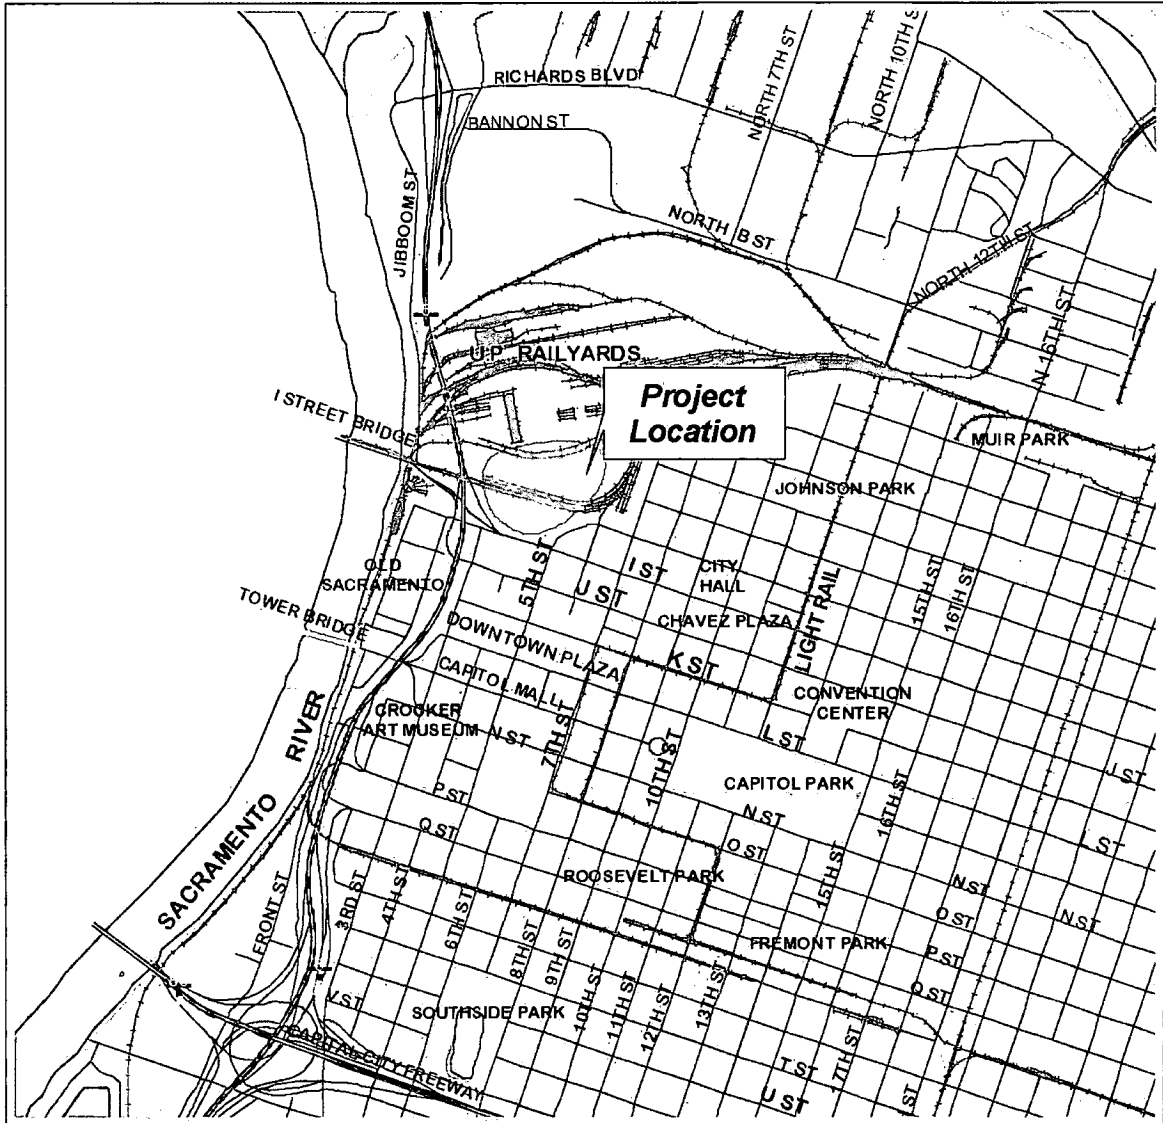 RICHARDS BLVD
BANNON ST
NORTH 7TH ST
NORTH 10TH S
JIBBOOM ST
NORTH B ST
NORTH 12TH ST
N 16TH ST
U.P. RAILYARDS
Project
Location
I STREET BRIDGE
MUIR PARK
JOHNSON PARK
OLD
SACRAMENTO
5TH ST
I ST
J ST
CITY
HALL
CHAVEZ PLAZA
LIGHT RAIL
15TH ST
16TH ST
TOWER BRIDGE
DOWNTOWN PLAZA
K ST
CAPITOL MALL
CONVENTION
CENTER
CROCKER
ART MUSEUM
N ST
7TH ST
10TH ST
L ST
J ST
CAPITOL PARK
16TH ST
SACRAMENTO RIVER
P ST
Q ST
N ST
O ST
L ST
ROOSEVELT PARK
15TH ST
N ST
O ST
N ST
FRONT ST
3RD ST
4TH ST
6TH ST
8TH ST
9TH ST
10TH ST
11TH ST
12TH ST
13TH ST
FREMONT PARK
P ST
Q ST
V ST
SOUTHSIDE PARK
CAPITAL CITY FREEWAY
T ST
U ST
17TH ST
ST